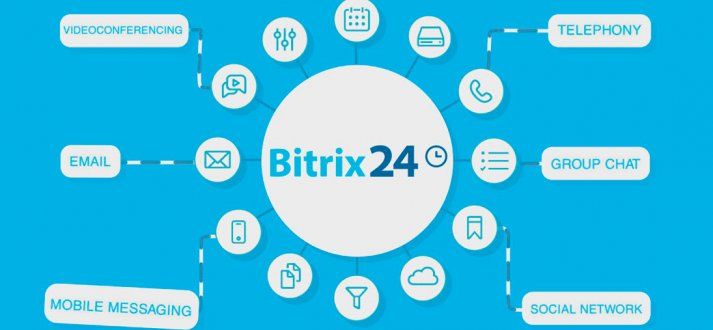 VIDEOCONFERENCING
TELEPHONY
EMAIL
Bitrix24
GROUP CHAT
MOBILE MESSAGING
SOCIAL NETWORK